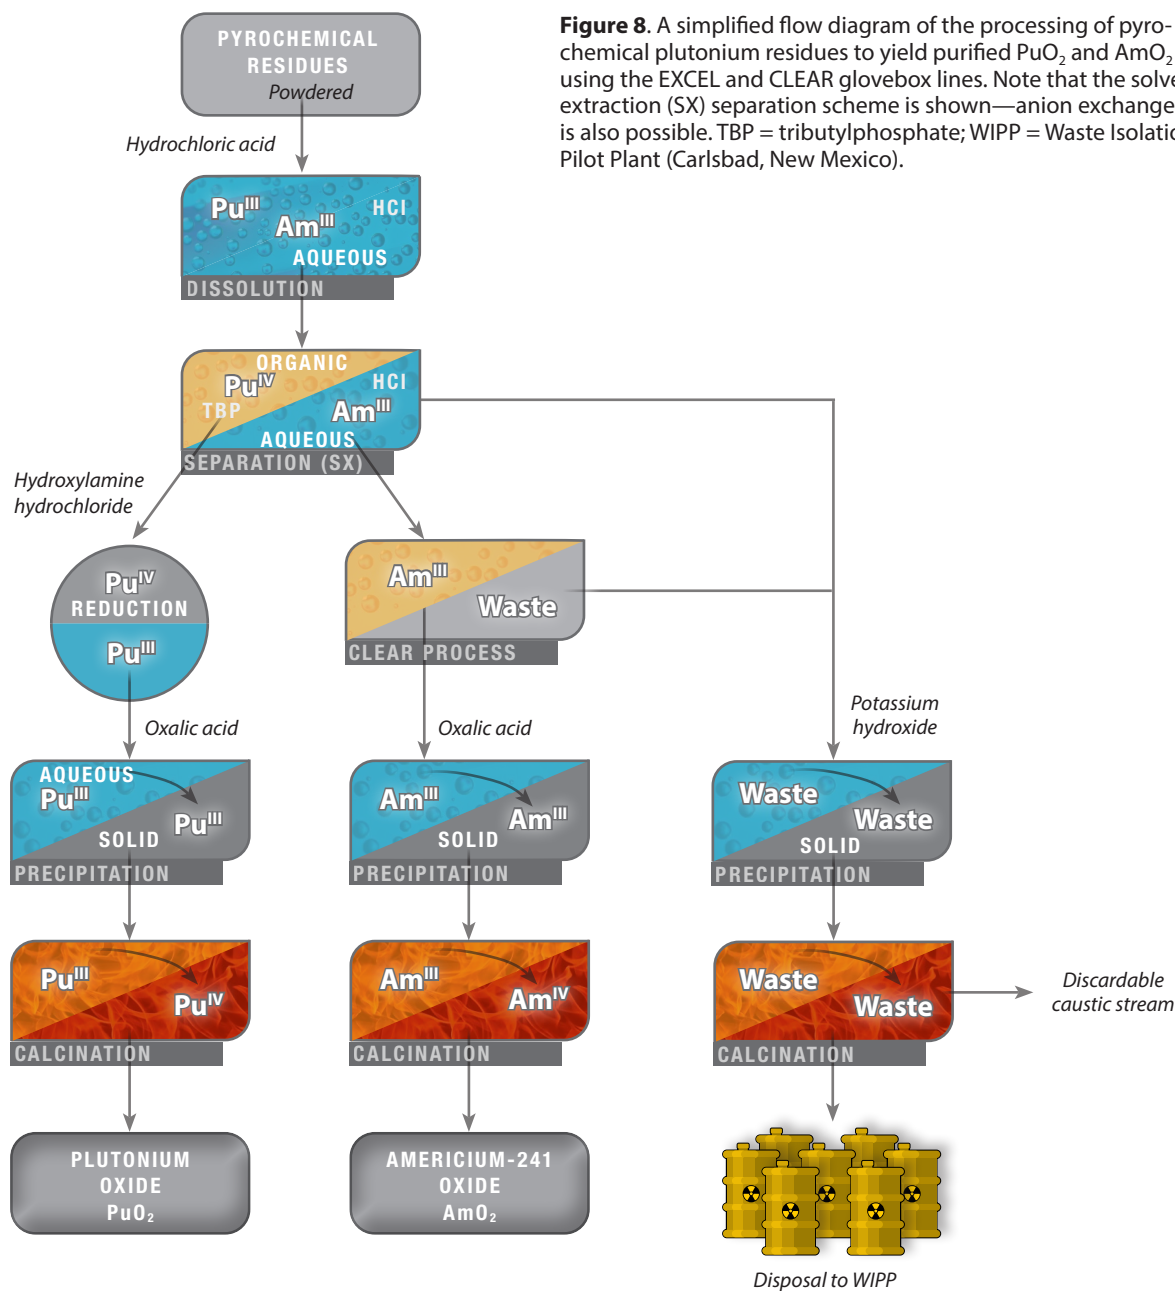 Figure 8. A simplified flow diagram of the processing of pyro-
chemical plutonium residues to yield purified PuO₂ and AmO₂
using the EXCEL and CLEAR glovebox lines. Note that the
extraction (SX) separation scheme is shown—anion exchange
is also possible. TBP = tributylphosphate; WIPP = Waste
Pilot Plant (Carlsbad, New Mexico).
PYROCHEMICAL
RESIDUES
Powdered
Hydrochloric acid
Puᴵᴵᴵ
Amᴵᴵᴵ
HCl
AQUEOUS
DISSOLUTION
ORGANIC
Puᴵⱽ
TBP
HCl
Amᴵᴵᴵ
AQUEOUS
SEPARATION (SX)
Hydroxylamine
hydrochloride
Puᴵⱽ
REDUCTION
Puᴵᴵᴵ
Amᴵᴵᴵ
Waste
CLEAR PROCESS
Oxalic acid
Oxalic acid
Potassium
hydroxide
AQUEOUS
Puᴵᴵᴵ
Puᴵᴵᴵ
SOLID
PRECIPITATION
Amᴵᴵᴵ
Amᴵᴵᴵ
SOLID
PRECIPITATION
Waste
Waste
SOLID
PRECIPITATION
Puᴵᴵᴵ
Puᴵⱽ
CALCINATION
Amᴵᴵᴵ
Amᴵⱽ
CALCINATION
Waste
Waste
CALCINATION
Discardable
caustic stream
PLUTONIUM
OXIDE
PuO₂
AMERICIUM-241
OXIDE
AmO₂
Disposal to WIPP